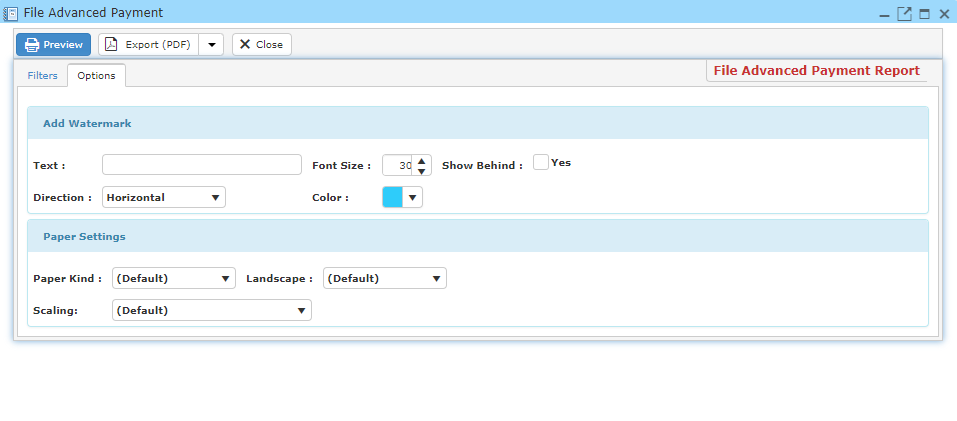 File Advanced Payment
Preview Export (PDF) Close
Filters Options File Advanced Payment Report
Add Watermark
Text : Font Size : 30 Show Behind : Yes
Direction : Horizontal Color :
Paper Settings
Paper Kind : (Default) Landscape : (Default)
Scaling: (Default)